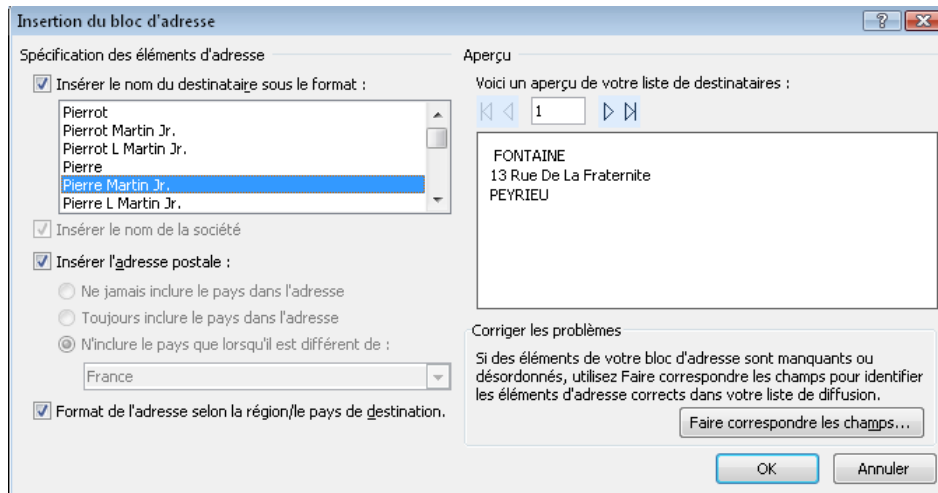 Insertion du bloc d'adresse
Spécification des éléments d'adresse
Insérer le nom du destinataire sous le format :
Pierrot
Pierrot Martin Jr.
Pierrot L Martin Jr.
Pierre
Pierre Martin Jr.
Pierre L Martin Jr.
Insérer le nom de la société
Insérer l'adresse postale :
Ne jamais inclure le pays dans l'adresse
Toujours inclure le pays dans l'adresse
N'inclure le pays que lorsqu'il est différent de :
France
Format de l'adresse selon la région/le pays de destination.
Aperçu
Voici un aperçu de votre liste de destinataires :
1
FONTAINE
13 Rue De La Fraternite
PEYRIEU
Corriger les problèmes
Si des éléments de votre bloc d'adresse sont manquants ou
désordonnés, utilisez Faire correspondre les champs pour identifier
les éléments d'adresse corrects dans votre liste de diffusion.
Faire correspondre les champs...
OK
Annuler